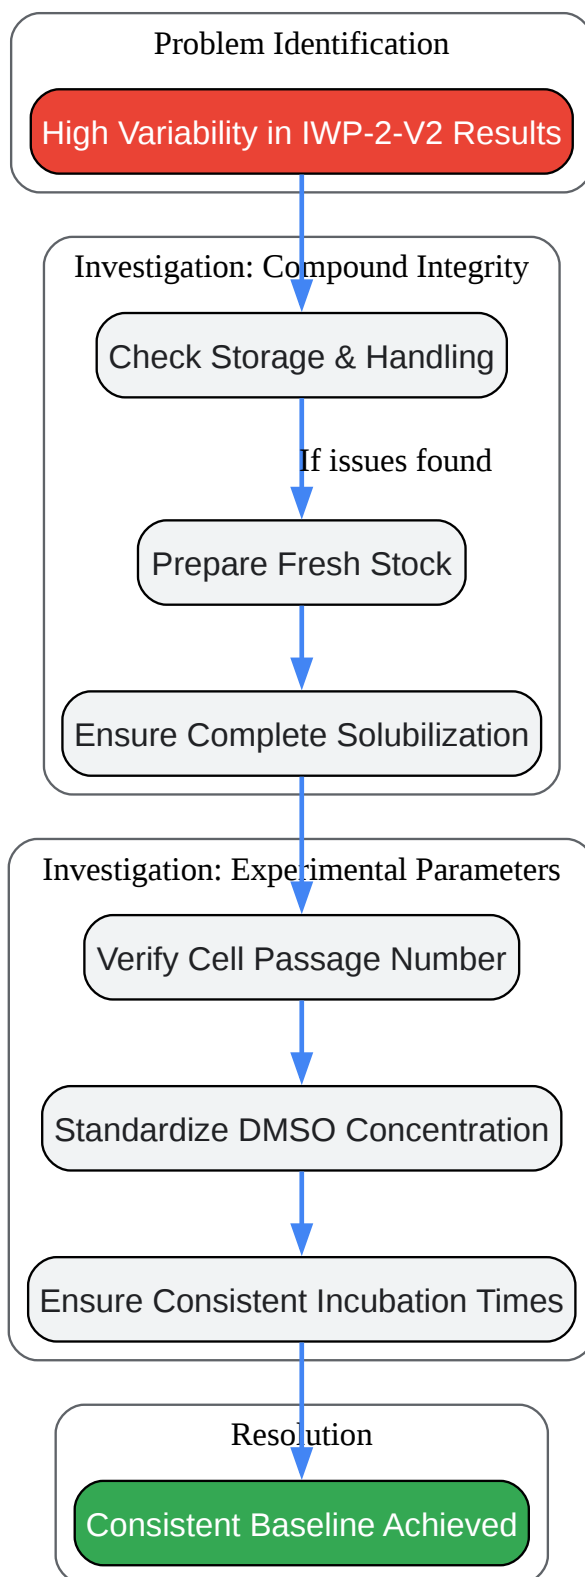 Problem Identification
High Variability in IWP-2-V2 Results
Investigation: Compound Integrity
Check Storage & Handling
If issues found
Prepare Fresh Stock
Ensure Complete Solubilization
Investigation: Experimental Parameters
Verify Cell Passage Number
Standardize DMSO Concentration
Ensure Consistent Incubation Times
Resolution
Consistent Baseline Achieved